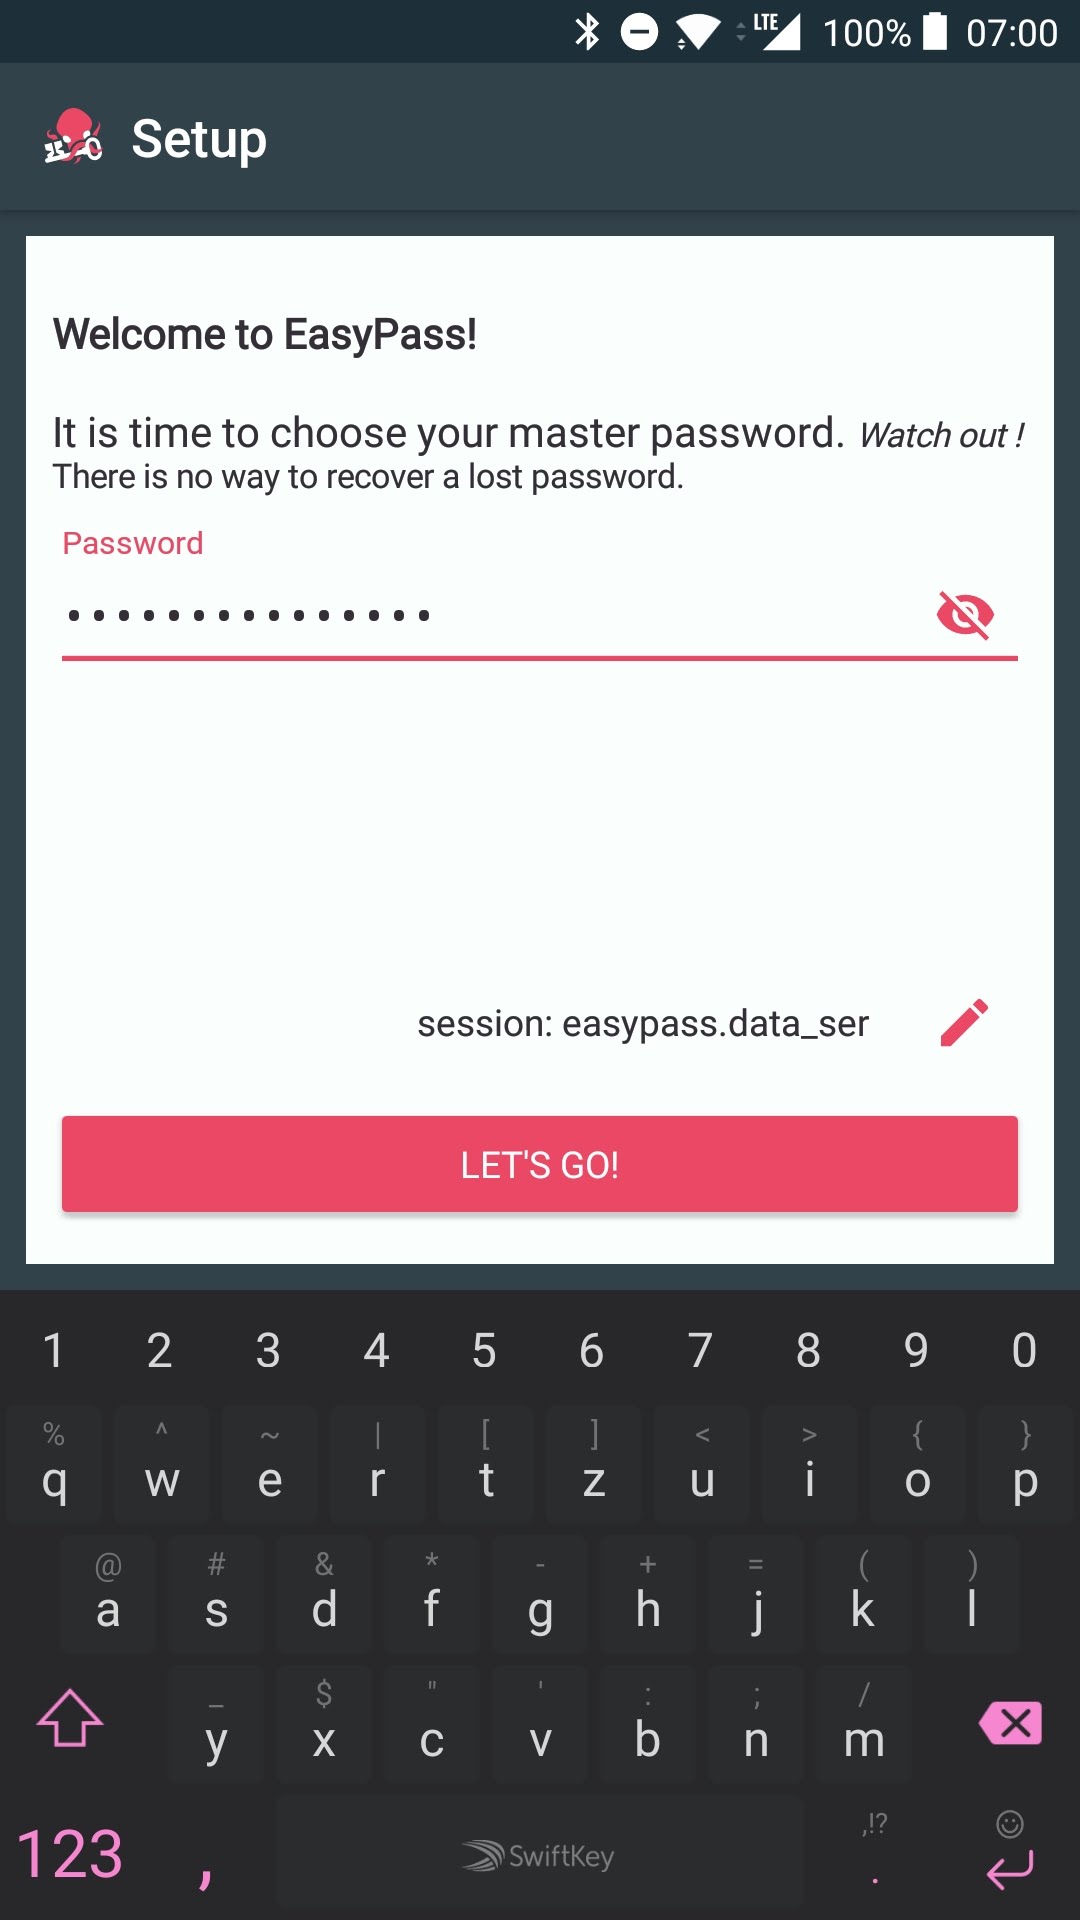 LTE 100% 07:00
Setup
Welcome to EasyPass!
It is time to choose your master password. Watch out !
There is no way to recover a lost password.
Password
•••••••••••••••
session: easypass.data_ser
LET'S GO!
1 2 3 4 5 6 7 8 9 0
% ^ ~ | [ ] < > { }
q w e r t z u i o p
@ # & * - + = ( )
a s d f g h j k l
_ $ " ' : ; /
y x c v b n m
,!?
123 , SwiftKey .